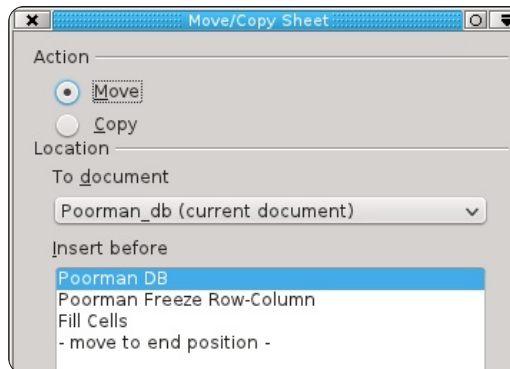 Move/Copy Sheet
Action
Move
Copy
Location
To document
Poorman_db (current document)
Insert before
Poorman DB
Poorman Freeze Row-Column
Fill Cells
- move to end position -